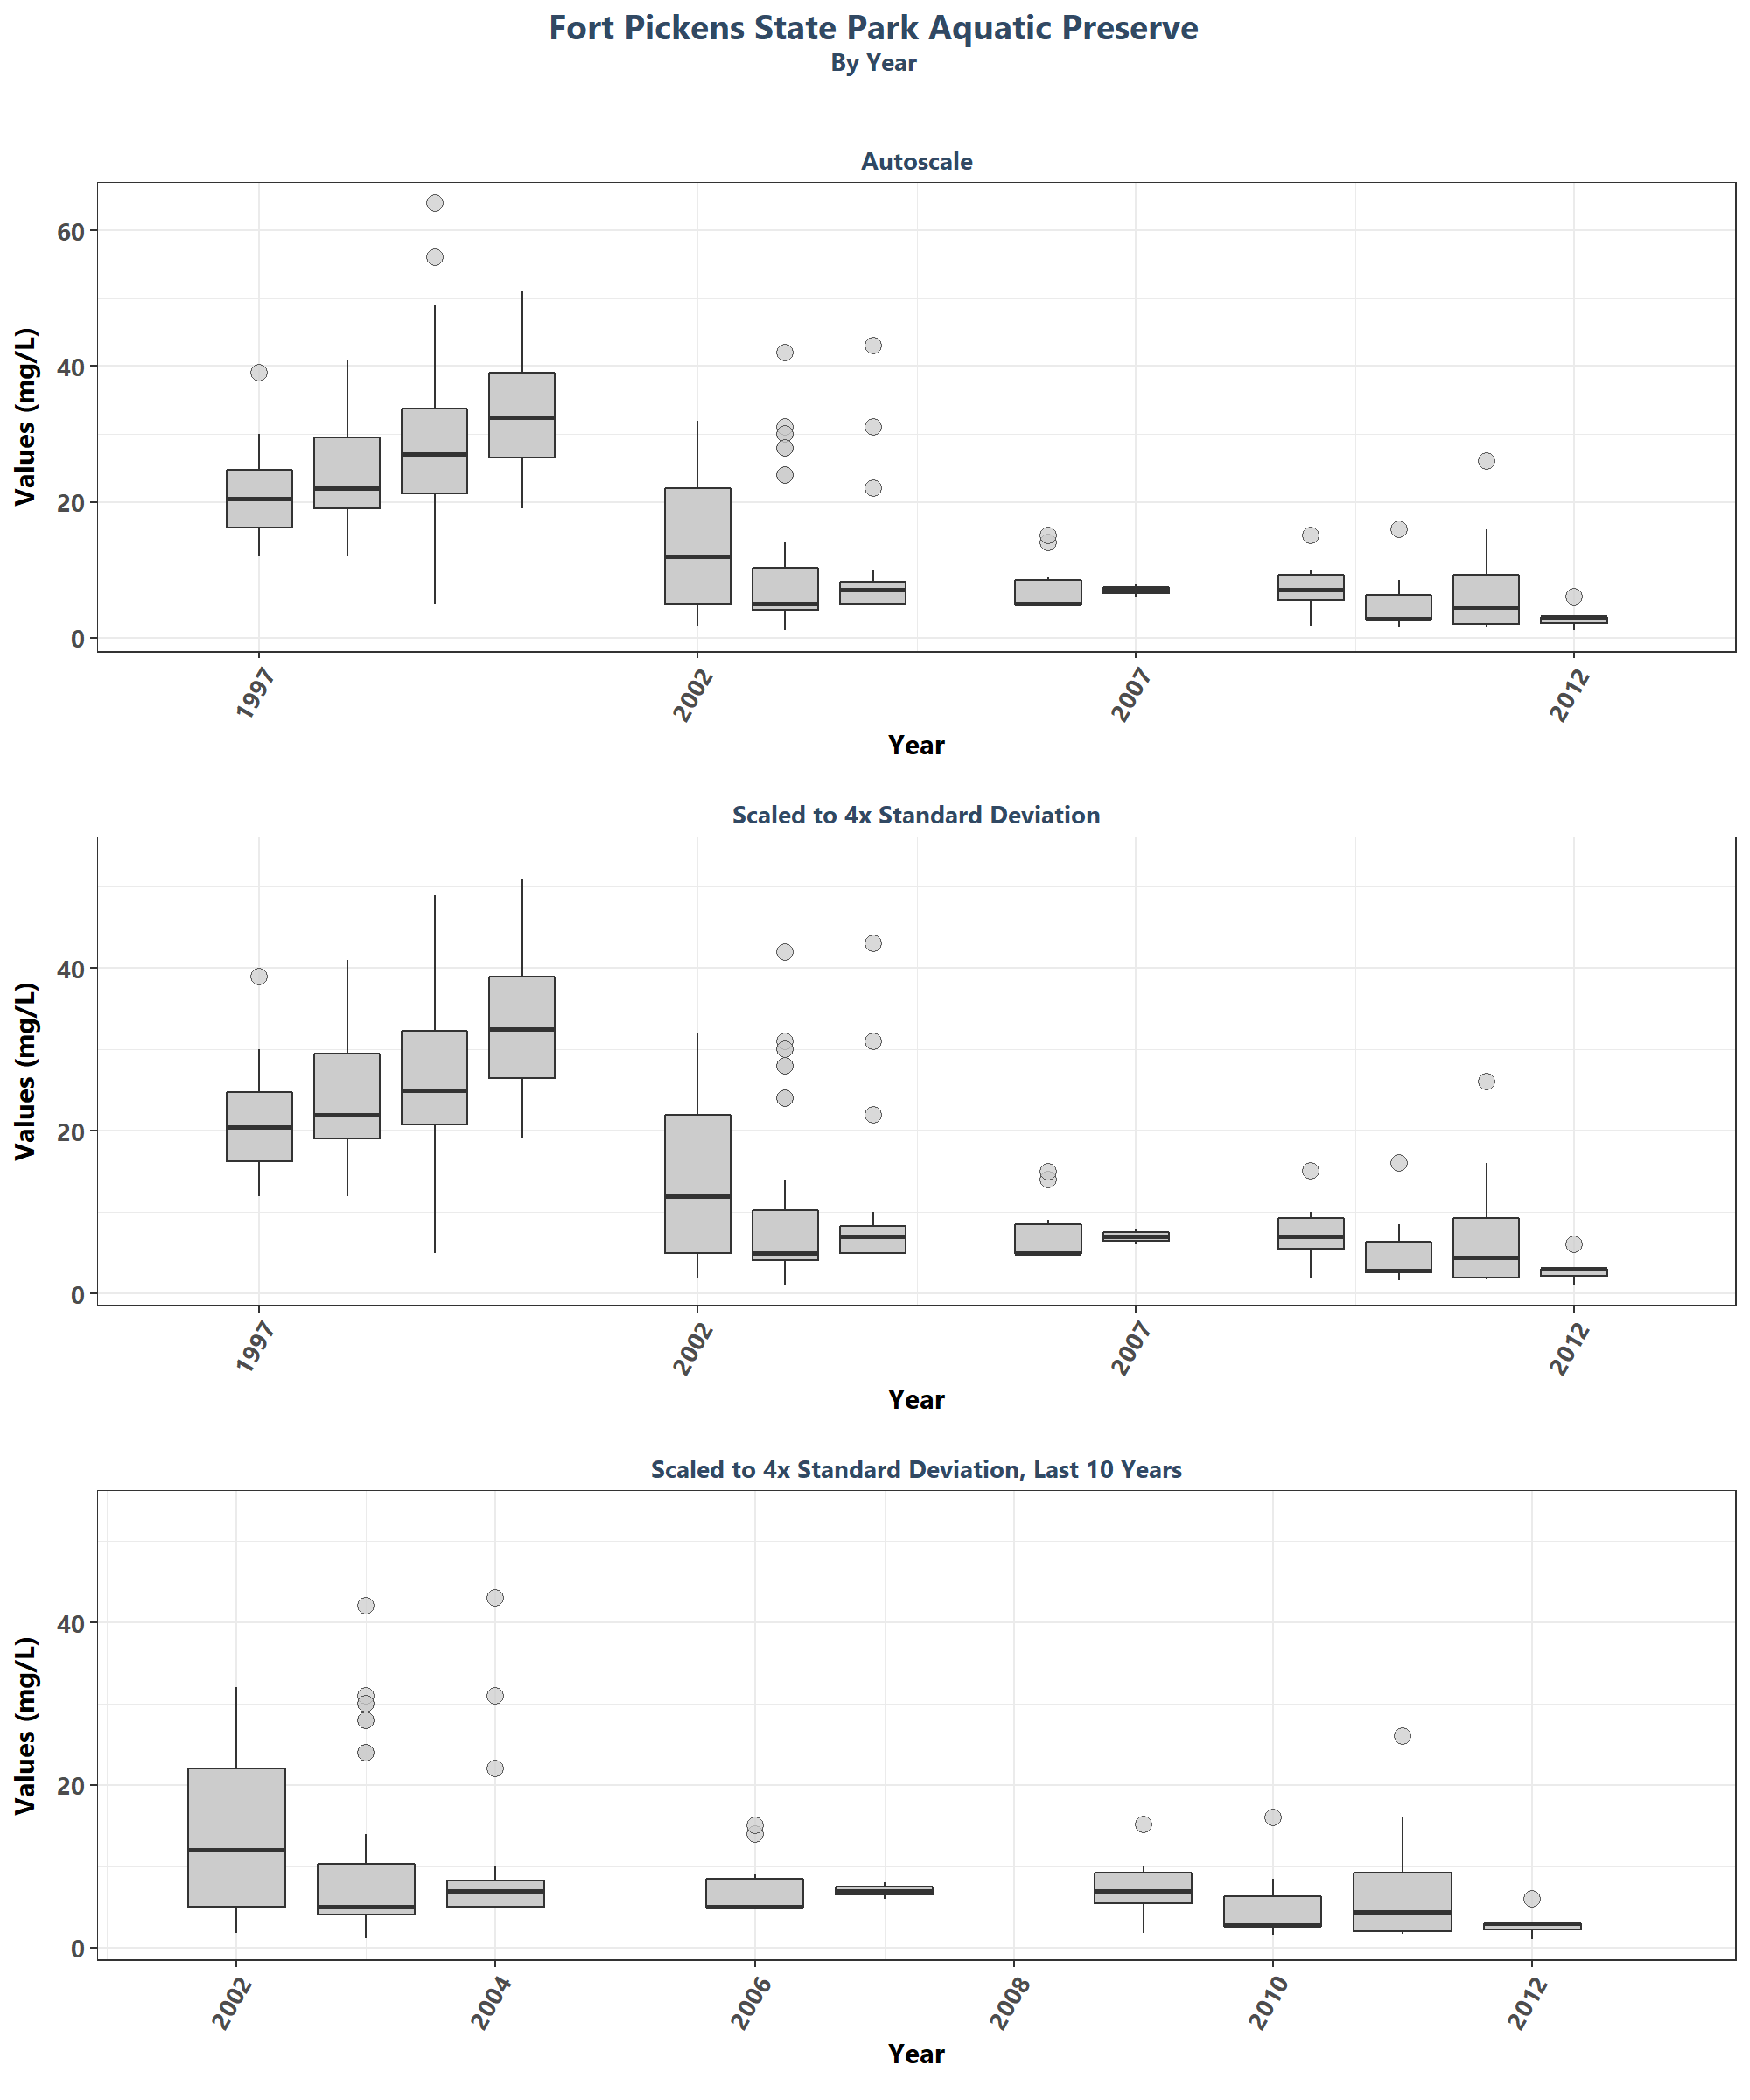 Fort Pickens State Park Aquatic Preserve
By Year
Autoscale
Values (mg/L)
60
40
20
0
1997
2002
2007
2012
Year
Scaled to 4x Standard Deviation
Values (mg/L)
40
20
0
1997
2002
2007
2012
Year
Scaled to 4x Standard Deviation, Last 10 Years
Values (mg/L)
40
20
0
2002
2004
2006
2008
2010
2012
Year